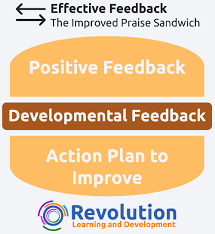 Effective Feedback
The Improved Praise Sandwich
Positive Feedback
Developmental Feedback
Action Plan to
Improve
Revolution
Learning and Development